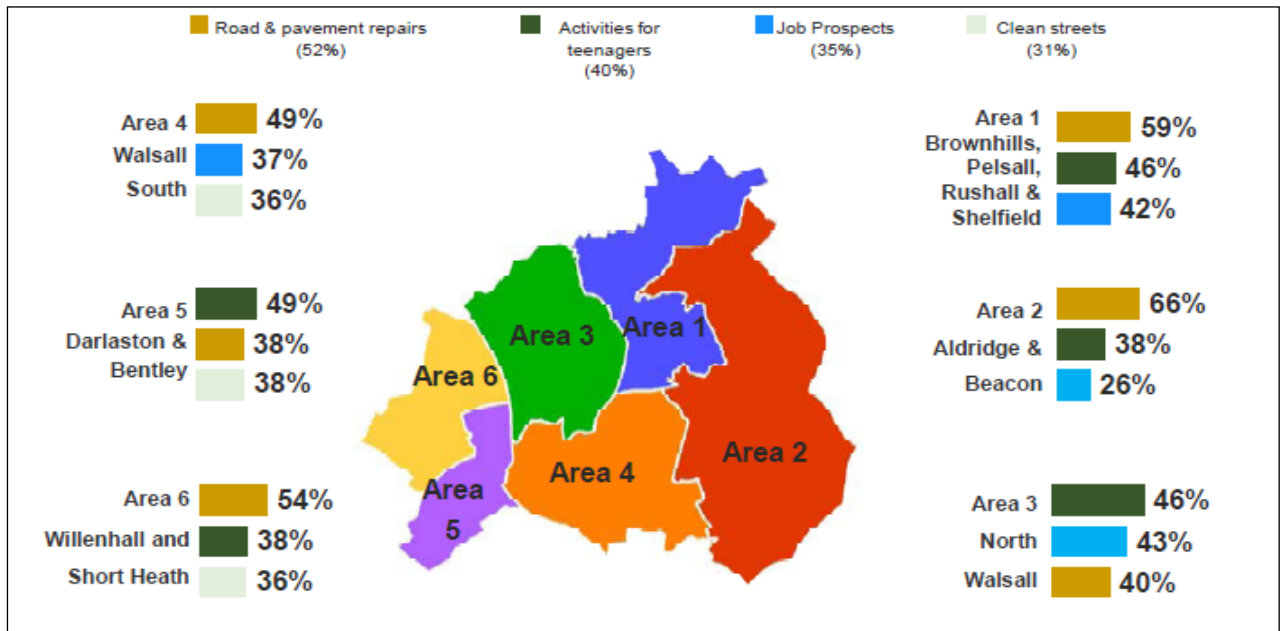 Road & pavement repairs
(52%)
Activities for
teenagers
(40%)
Job Prospects
(35%)
Clean streets
(31%)
Area 4
Walsall
South
49%
37%
36%
Area 1
Brownhills,
Pelsall,
Rushall &
Shelfield
59%
46%
42%
Area 5
Darlaston &
Bentley
49%
38%
38%
Area 2
Aldridge &
Beacon
66%
38%
26%
Area 6
Willenhall and
Short Heath
54%
38%
36%
Area 3
North
Walsall
46%
43%
40%
Area 1
Area 3
Area 6
Area 2
Area 4
Area
5